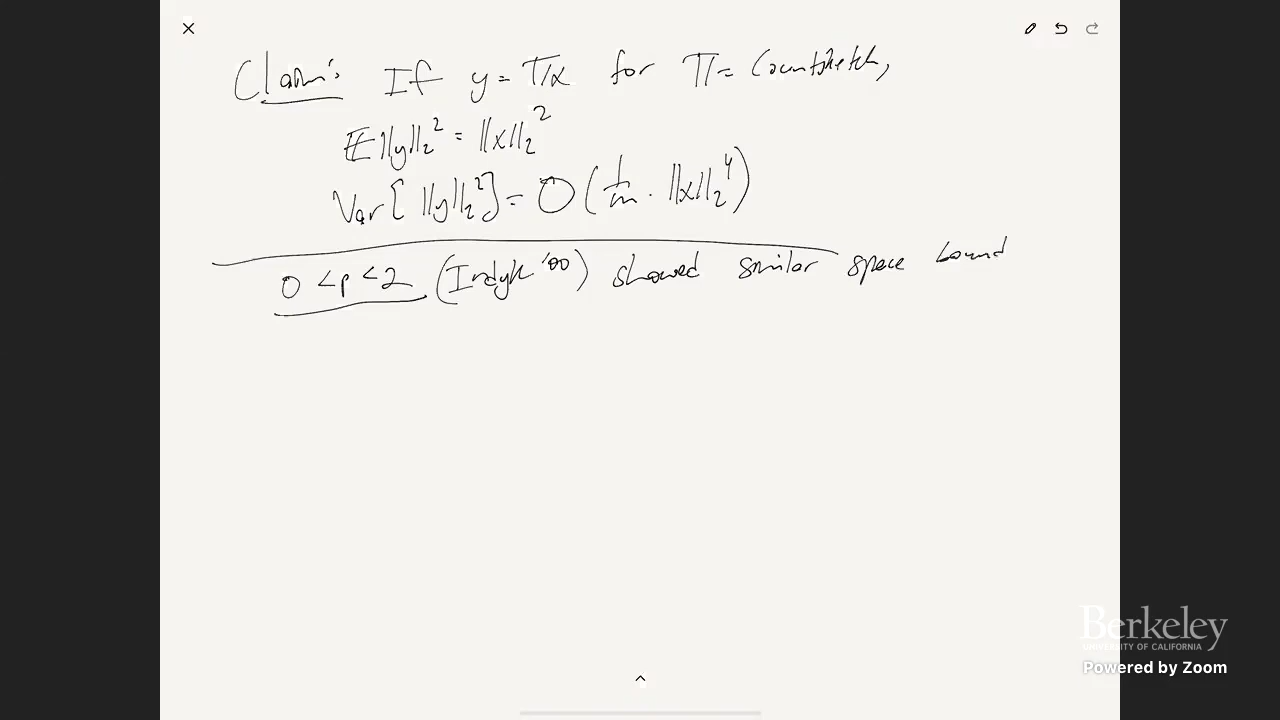 Claim: If y = Πx for Π = CountSketch,
E‖y‖₂² = ‖x‖₂²
Var[‖y‖₂²] = O(1/m · ‖x‖₂⁴)
0 < p < 2 (Indyk '00) showed similar space bound
Berkeley
UNIVERSITY OF CALIFORNIA
Powered by Zoom